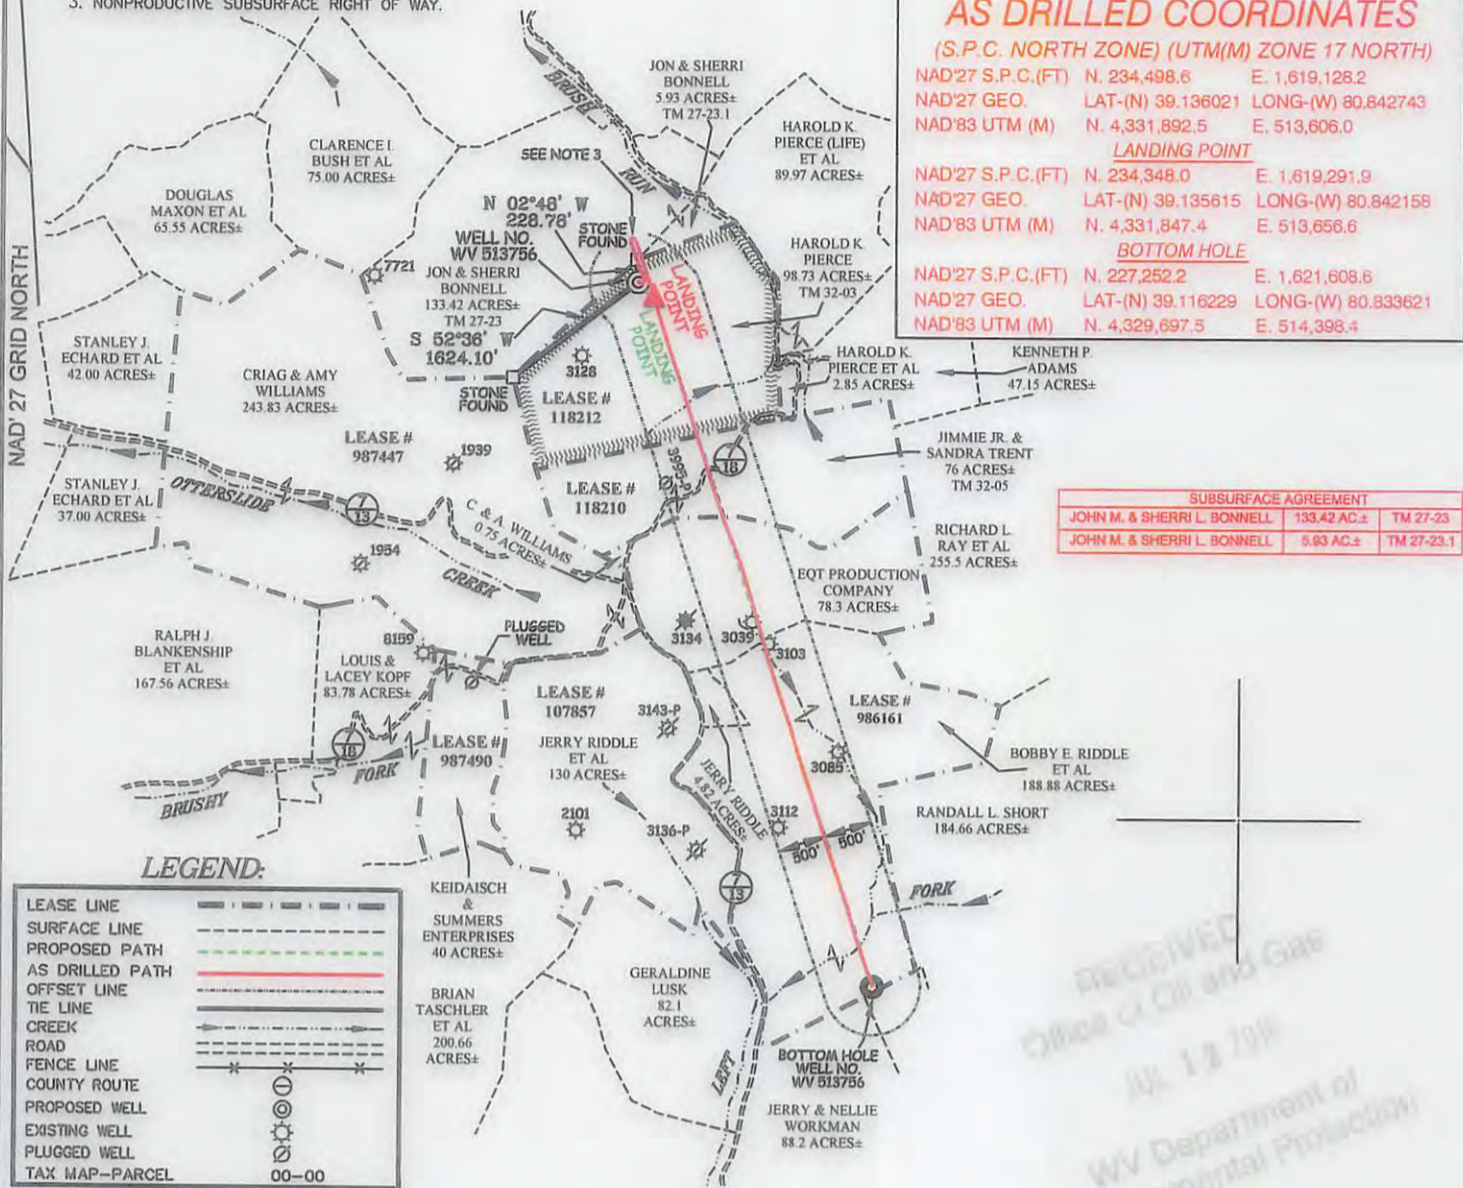 3. NONPRODUCTIVE SUBSURFACE RIGHT OF WAY.
AS DRILLED COORDINATES
(S.P.C. NORTH ZONE) (UTM(M) ZONE 17 NORTH)
NAD'27 S.P.C.(FT) N. 234,498.6 E. 1,619,128.2
NAD'27 GEO. LAT-(N) 39.136021 LONG-(W) 80.842743
NAD'83 UTM (M) N. 4,331,892.5 E. 513,606.0
LANDING POINT
NAD'27 S.P.C.(FT) N. 234,348.0 E. 1,619,291.9
NAD'27 GEO. LAT-(N) 39.135615 LONG-(W) 80.842158
NAD'83 UTM (M) N. 4,331,847.4 E. 513,656.6
BOTTOM HOLE
NAD'27 S.P.C.(FT) N. 227,252.2 E. 1,621,608.6
NAD'27 GEO. LAT-(N) 39.116229 LONG-(W) 80.833621
NAD'83 UTM (M) N. 4,329,697.5 E. 514,398.4
NAD'27 GRID NORTH
BRUSH
RUN
JON & SHERRI
BONNELL
5.93 ACRES±
TM 27-23.1
HAROLD K.
PIERCE (LIFE)
ET AL
89.97 ACRES±
CLARENCE I.
BUSH ET AL
75.00 ACRES±
SEE NOTE 3
DOUGLAS
MAXON ET AL
65.55 ACRES±
N 02°48' W
228.78'
STONE
FOUND
WELL NO.
WV 513756
HAROLD K.
PIERCE
98.73 ACRES±
TM 32-03
7721
JON & SHERRI
BONNELL
133.42 ACRES±
TM 27-23
LANDING
POINT
LANDING
POINT
S 52°36' W
1624.10'
STANLEY J.
ECHARD ET AL
42.00 ACRES±
CRIAG & AMY
WILLIAMS
243.83 ACRES±
3128
STONE
FOUND
LEASE #
118212
HAROLD K.
PIERCE ET AL
2.85 ACRES±
KENNETH P.
ADAMS
47.15 ACRES±
LEASE #
987447
1939
JIMMIE JR. &
SANDRA TRENT
76 ACRES±
TM 32-05
3995-P
7
18
STANLEY J.
ECHARD ET AL
37.00 ACRES±
OTTERSLIDE
CREEK
7
13
LEASE #
118210
C & A. WILLIAMS
0.75 ACRES±
SUBSURFACE AGREEMENT
JOHN M. & SHERRI L. BONNELL 133.42 AC.± TM 27-23
JOHN M. & SHERRI L. BONNELL 5.93 AC.± TM 27-23.1
1954
RICHARD L.
RAY ET AL
255.5 ACRES±
EQT PRODUCTION
COMPANY
78.3 ACRES±
PLUGGED
WELL
3134
3039
3103
8159
RALPH J.
BLANKENSHIP
ET AL
167.56 ACRES±
LOUIS &
LACEY KOPF
83.78 ACRES±
LEASE #
107857
3143-P
LEASE #
986161
7
18
BRUSHY
FORK
LEASE #
987490
JERRY RIDDLE
ET AL
130 ACRES±
JERRY RIDDLE
4.82 ACRES±
3085
BOBBY E. RIDDLE
ET AL
188.88 ACRES±
2101
3136-P
3112
500' 500'
RANDALL L. SHORT
184.66 ACRES±
KEIDAISCH
&
SUMMERS
ENTERPRISES
40 ACRES±
7
13
LEFT
FORK
BRIAN
TASCHLER
ET AL
200.66
ACRES±
GERALDINE
LUSK
82.1
ACRES±
BOTTOM HOLE
WELL NO.
WV 513756
JERRY & NELLIE
WORKMAN
88.2 ACRES±
LEGEND:
LEASE LINE
SURFACE LINE
PROPOSED PATH
AS DRILLED PATH
OFFSET LINE
TIE LINE
CREEK
ROAD
FENCE LINE
COUNTY ROUTE
PROPOSED WELL
EXISTING WELL
PLUGGED WELL
TAX MAP-PARCEL 00-00
RECEIVED
Office of Oil and Gas
WV Department of